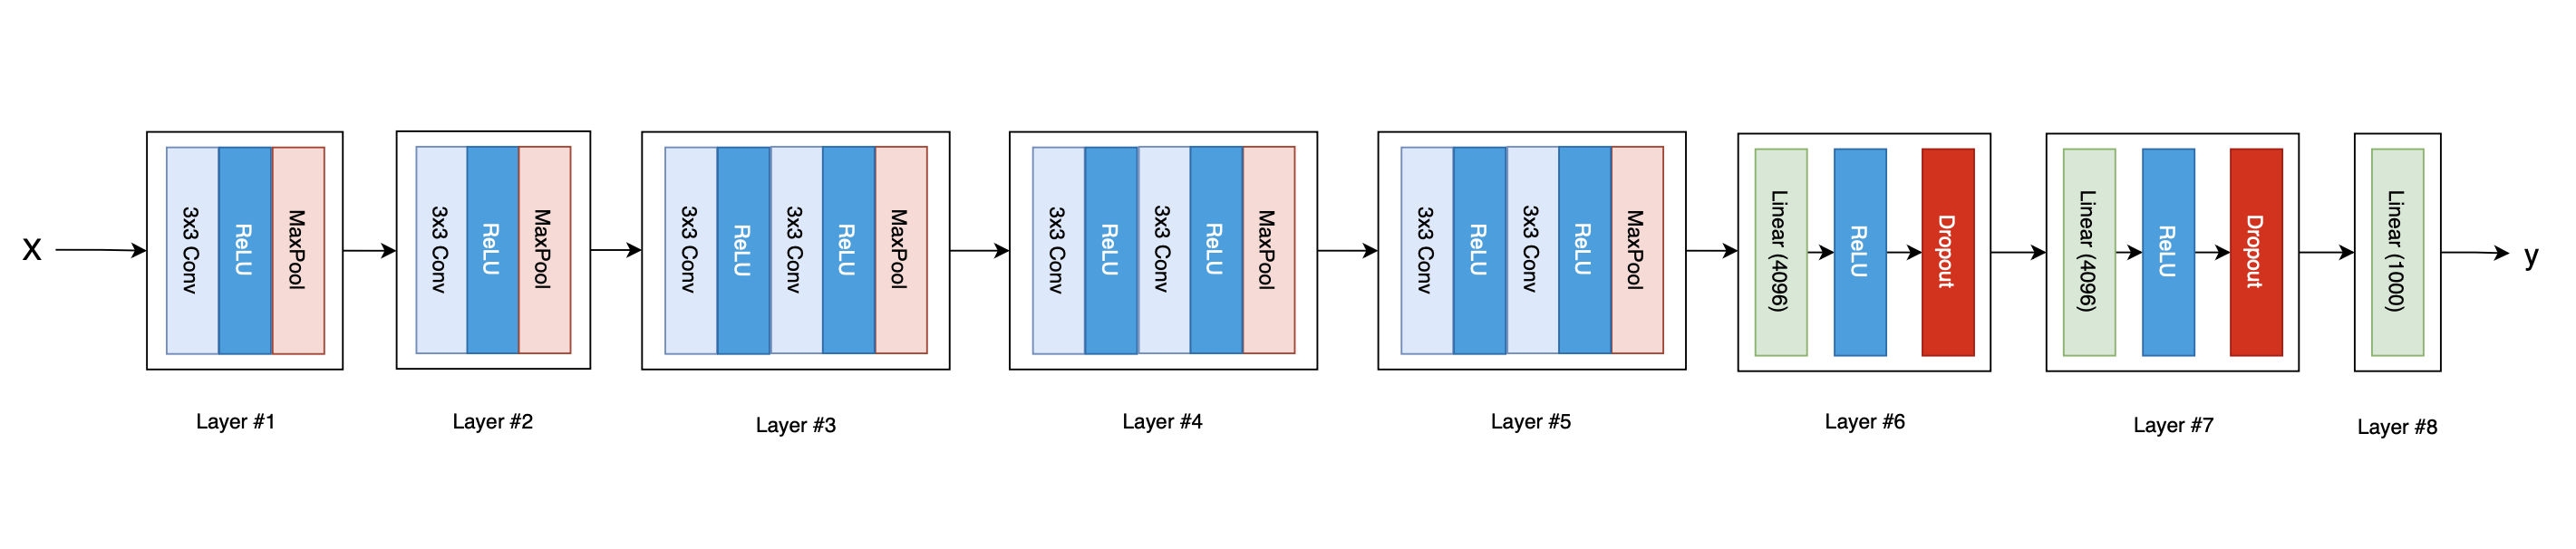 X
3x3 Conv
ReLU
MaxPool
Layer #1
3x3 Conv
ReLU
MaxPool
Layer #2
3x3 Conv
ReLU
3x3 Conv
ReLU
MaxPool
Layer #3
3x3 Conv
ReLU
3x3 Conv
ReLU
MaxPool
Layer #4
3x3 Conv
ReLU
3x3 Conv
ReLU
MaxPool
Layer #5
Linear (4096)
ReLU
Dropout
Layer #6
Linear (4096)
ReLU
Dropout
Layer #7
Linear (1000)
Layer #8
y